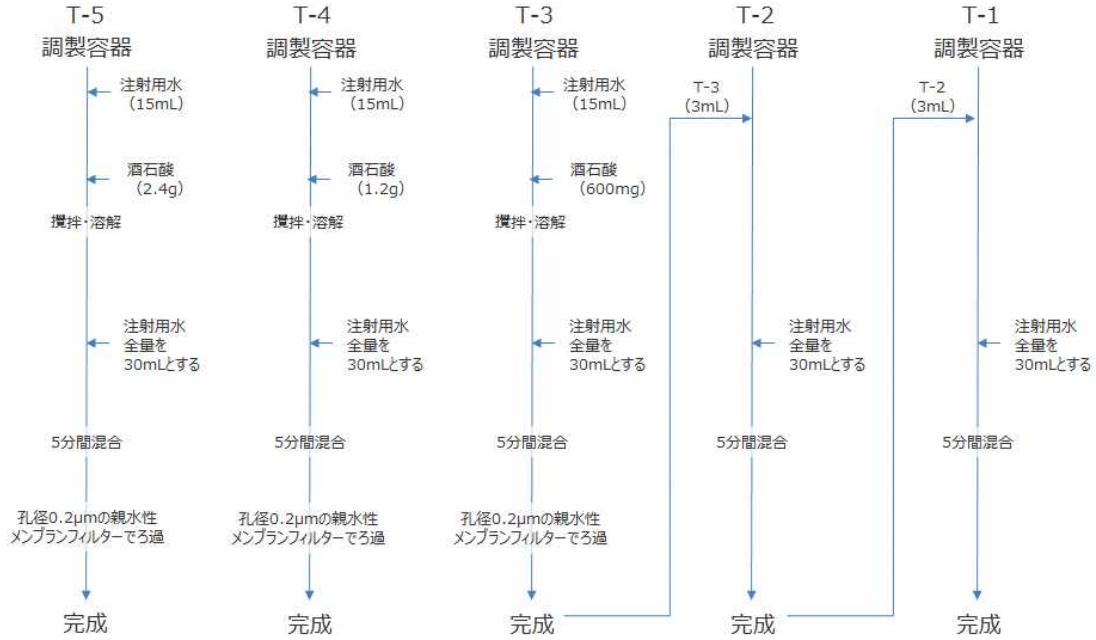 T-5
調製容器
注射用水
（15mL）
酒石酸
（2.4g）
攪拌・溶解
注射用水
全量を
30mLとする
5分間混合
孔径0.2μmの親水性
メンブランフィルターでろ過
完成
T-4
調製容器
注射用水
（15mL）
酒石酸
（1.2g）
攪拌・溶解
注射用水
全量を
30mLとする
5分間混合
孔径0.2μmの親水性
メンブランフィルターでろ過
完成
T-3
調製容器
注射用水
（15mL）
酒石酸
（600mg）
攪拌・溶解
注射用水
全量を
30mLとする
5分間混合
孔径0.2μmの親水性
メンブランフィルターでろ過
完成
T-2
調製容器
T-3
（3mL）
注射用水
全量を
30mLとする
5分間混合
完成
T-1
調製容器
T-2
（3mL）
注射用水
全量を
30mLとする
5分間混合
完成